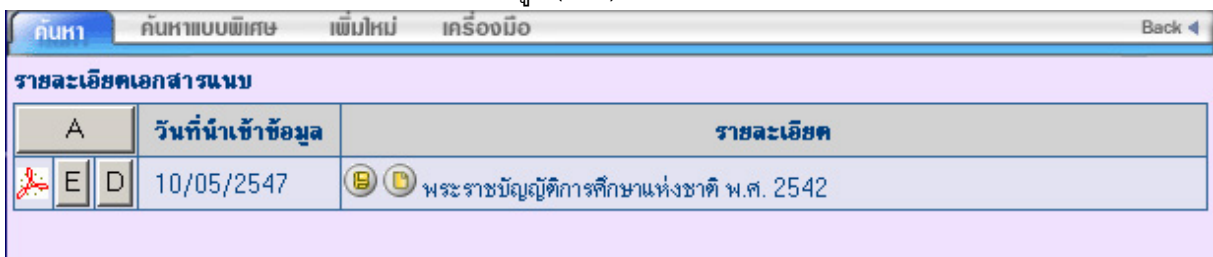 ค้นหา ค้นหาแบบพิเศษ เพิ่มใหม่ เครื่องมือ Back
รายละเอียดเอกสารแนบ
A วันที่นำเข้าข้อมูล รายละเอียด
E D 10/05/2547 พระราชบัญญัติการศึกษาแห่งชาติ พ.ศ. 2542